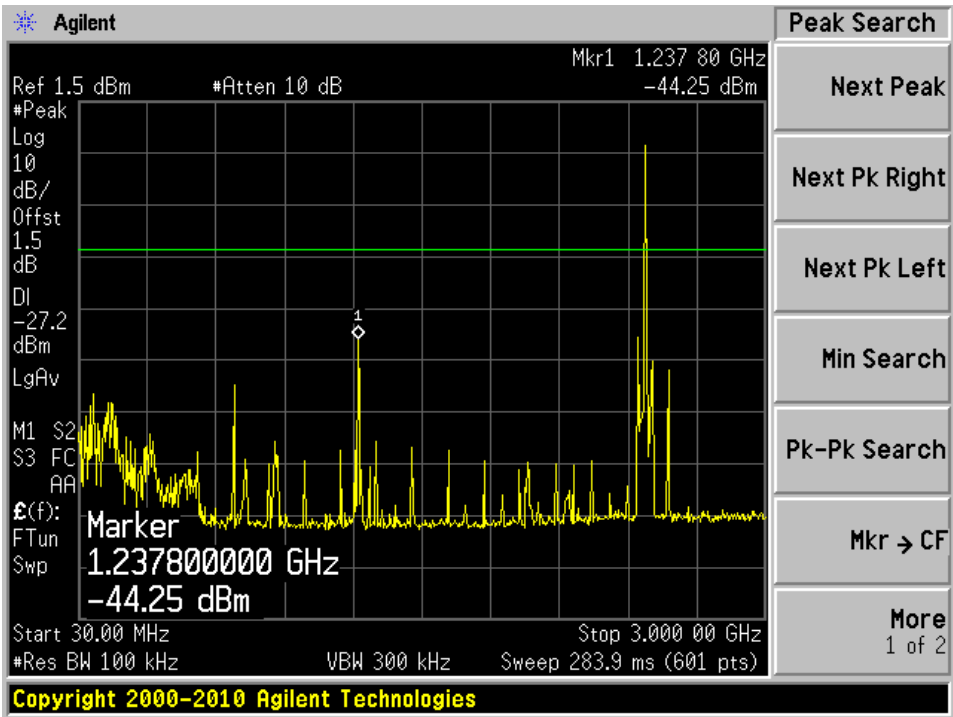 Agilent
Peak Search
Mkr1 1.237 80 GHz
Ref 1.5 dBm #Atten 10 dB -44.25 dBm
Next Peak
#Peak
Log
10
dB/
Offst
1.5
dB
DI
-27.2
dBm
LgAv
M1 S2
S3 FC
AA
£(f):
FTun
Swp
1
Marker
1.237800000 GHz
-44.25 dBm
Start 30.00 MHz Stop 3.000 00 GHz
#Res BW 100 kHz VBW 300 kHz Sweep 283.9 ms (601 pts)
Next Pk Right
Next Pk Left
Min Search
Pk-Pk Search
Mkr → CF
More
1 of 2
Copyright 2000-2010 Agilent Technologies